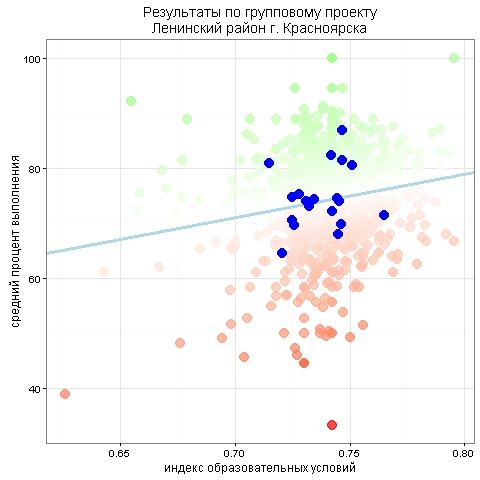 Результаты по групповому проекту
Ленинский район г. Красноярска
средний процент выполнения
100
80
60
40
0.65
0.70
0.75
0.80
индекс образовательных условий